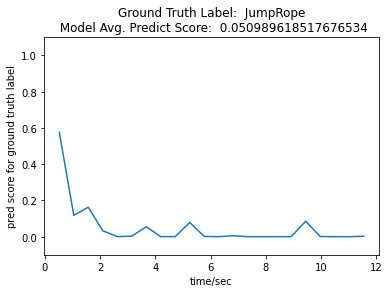 Ground Truth Label:  JumpRope
Model Avg. Predict Score:  0.050989618517676534
pred score for ground truth label
1.0
0.8
0.6
0.4
0.2
0.0
0 2 4 6 8 10 12
time/sec